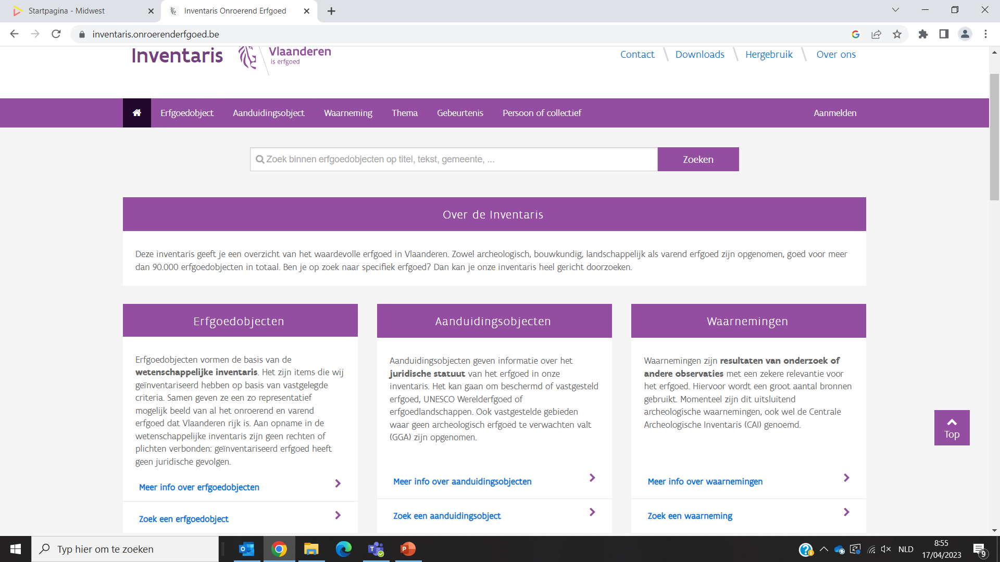 Startpagina - Midwest
Inventaris Onroerend Erfgoed
inventaris.onroerenderfgoed.be
Inventaris
Vlaanderen
is erfgoed
Contact
Downloads
Hergebruik
Over ons
Erfgoedobject
Aanduidingsobject
Waarneming
Thema
Gebeurtenis
Persoon of collectief
Aanmelden
Zoek binnen erfgoedobjecten op titel, tekst, gemeente, ...
Zoeken
Over de Inventaris
Deze inventaris geeft je een overzicht van het waardevolle erfgoed in Vlaanderen. Zowel archeologisch, bouwkundig, landschappelijk als varend erfgoed zijn opgenomen, goed voor meer
dan 90.000 erfgoedobjecten in totaal. Ben je op zoek naar specifiek erfgoed? Dan kan je onze inventaris heel gericht doorzoeken.
Erfgoedobjecten
Erfgoedobjecten vormen de basis van de
wetenschappelijke inventaris. Het zijn items die wij
geïnventariseerd hebben op basis van vastgelegde
criteria. Samen geven ze een zo representatief
mogelijk beeld van al het onroerend en varend
erfgoed dat Vlaanderen rijk is. Aan opname in de
wetenschappelijke inventaris zijn geen rechten of
plichten verbonden: geïnventariseerd erfgoed heeft
geen juridische gevolgen.
Meer info over erfgoedobjecten
Zoek een erfgoedobject
Aanduidingsobjecten
Aanduidingsobjecten geven informatie over het
juridische statuut van het erfgoed in onze
inventaris. Het kan gaan om beschermd of vastgesteld
erfgoed, UNESCO Werelderfgoed of
erfgoedlandschappen. Ook vastgestelde gebieden
waar geen archeologisch erfgoed te verwachten valt
(GGA) zijn opgenomen.
Meer info over aanduidingsobjecten
Zoek een aanduidingsobject
Waarnemingen
Waarnemingen zijn resultaten van onderzoek of
andere observaties met een zekere relevantie voor
het erfgoed. Hiervoor wordt een groot aantal bronnen
gebruikt. Momenteel zijn dit uitsluitend
archeologische waarnemingen, ook wel de Centrale
Archeologische Inventaris (CAI) genoemd.
Meer info over waarnemingen
Zoek een waarneming
Top
Typ hier om te zoeken
NLD
8:55
17/04/2023
9